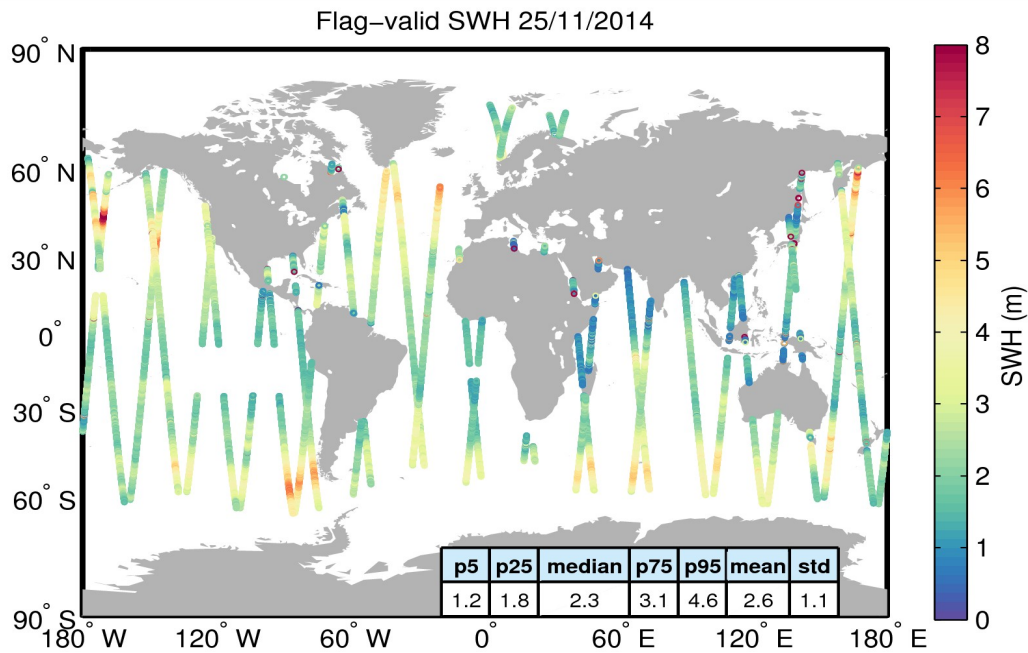 Flag−valid SWH 25/11/2014
90° N
60° N
30° N
0°
30° S
60° S
90° S
180° W
120° W
60° W
0°
60° E
120° E
180° E
p5 p25 median p75 p95 mean std
1.2 1.8 2.3 3.1 4.6 2.6 1.1
8
7
6
5
4
3
2
1
0
SWH (m)